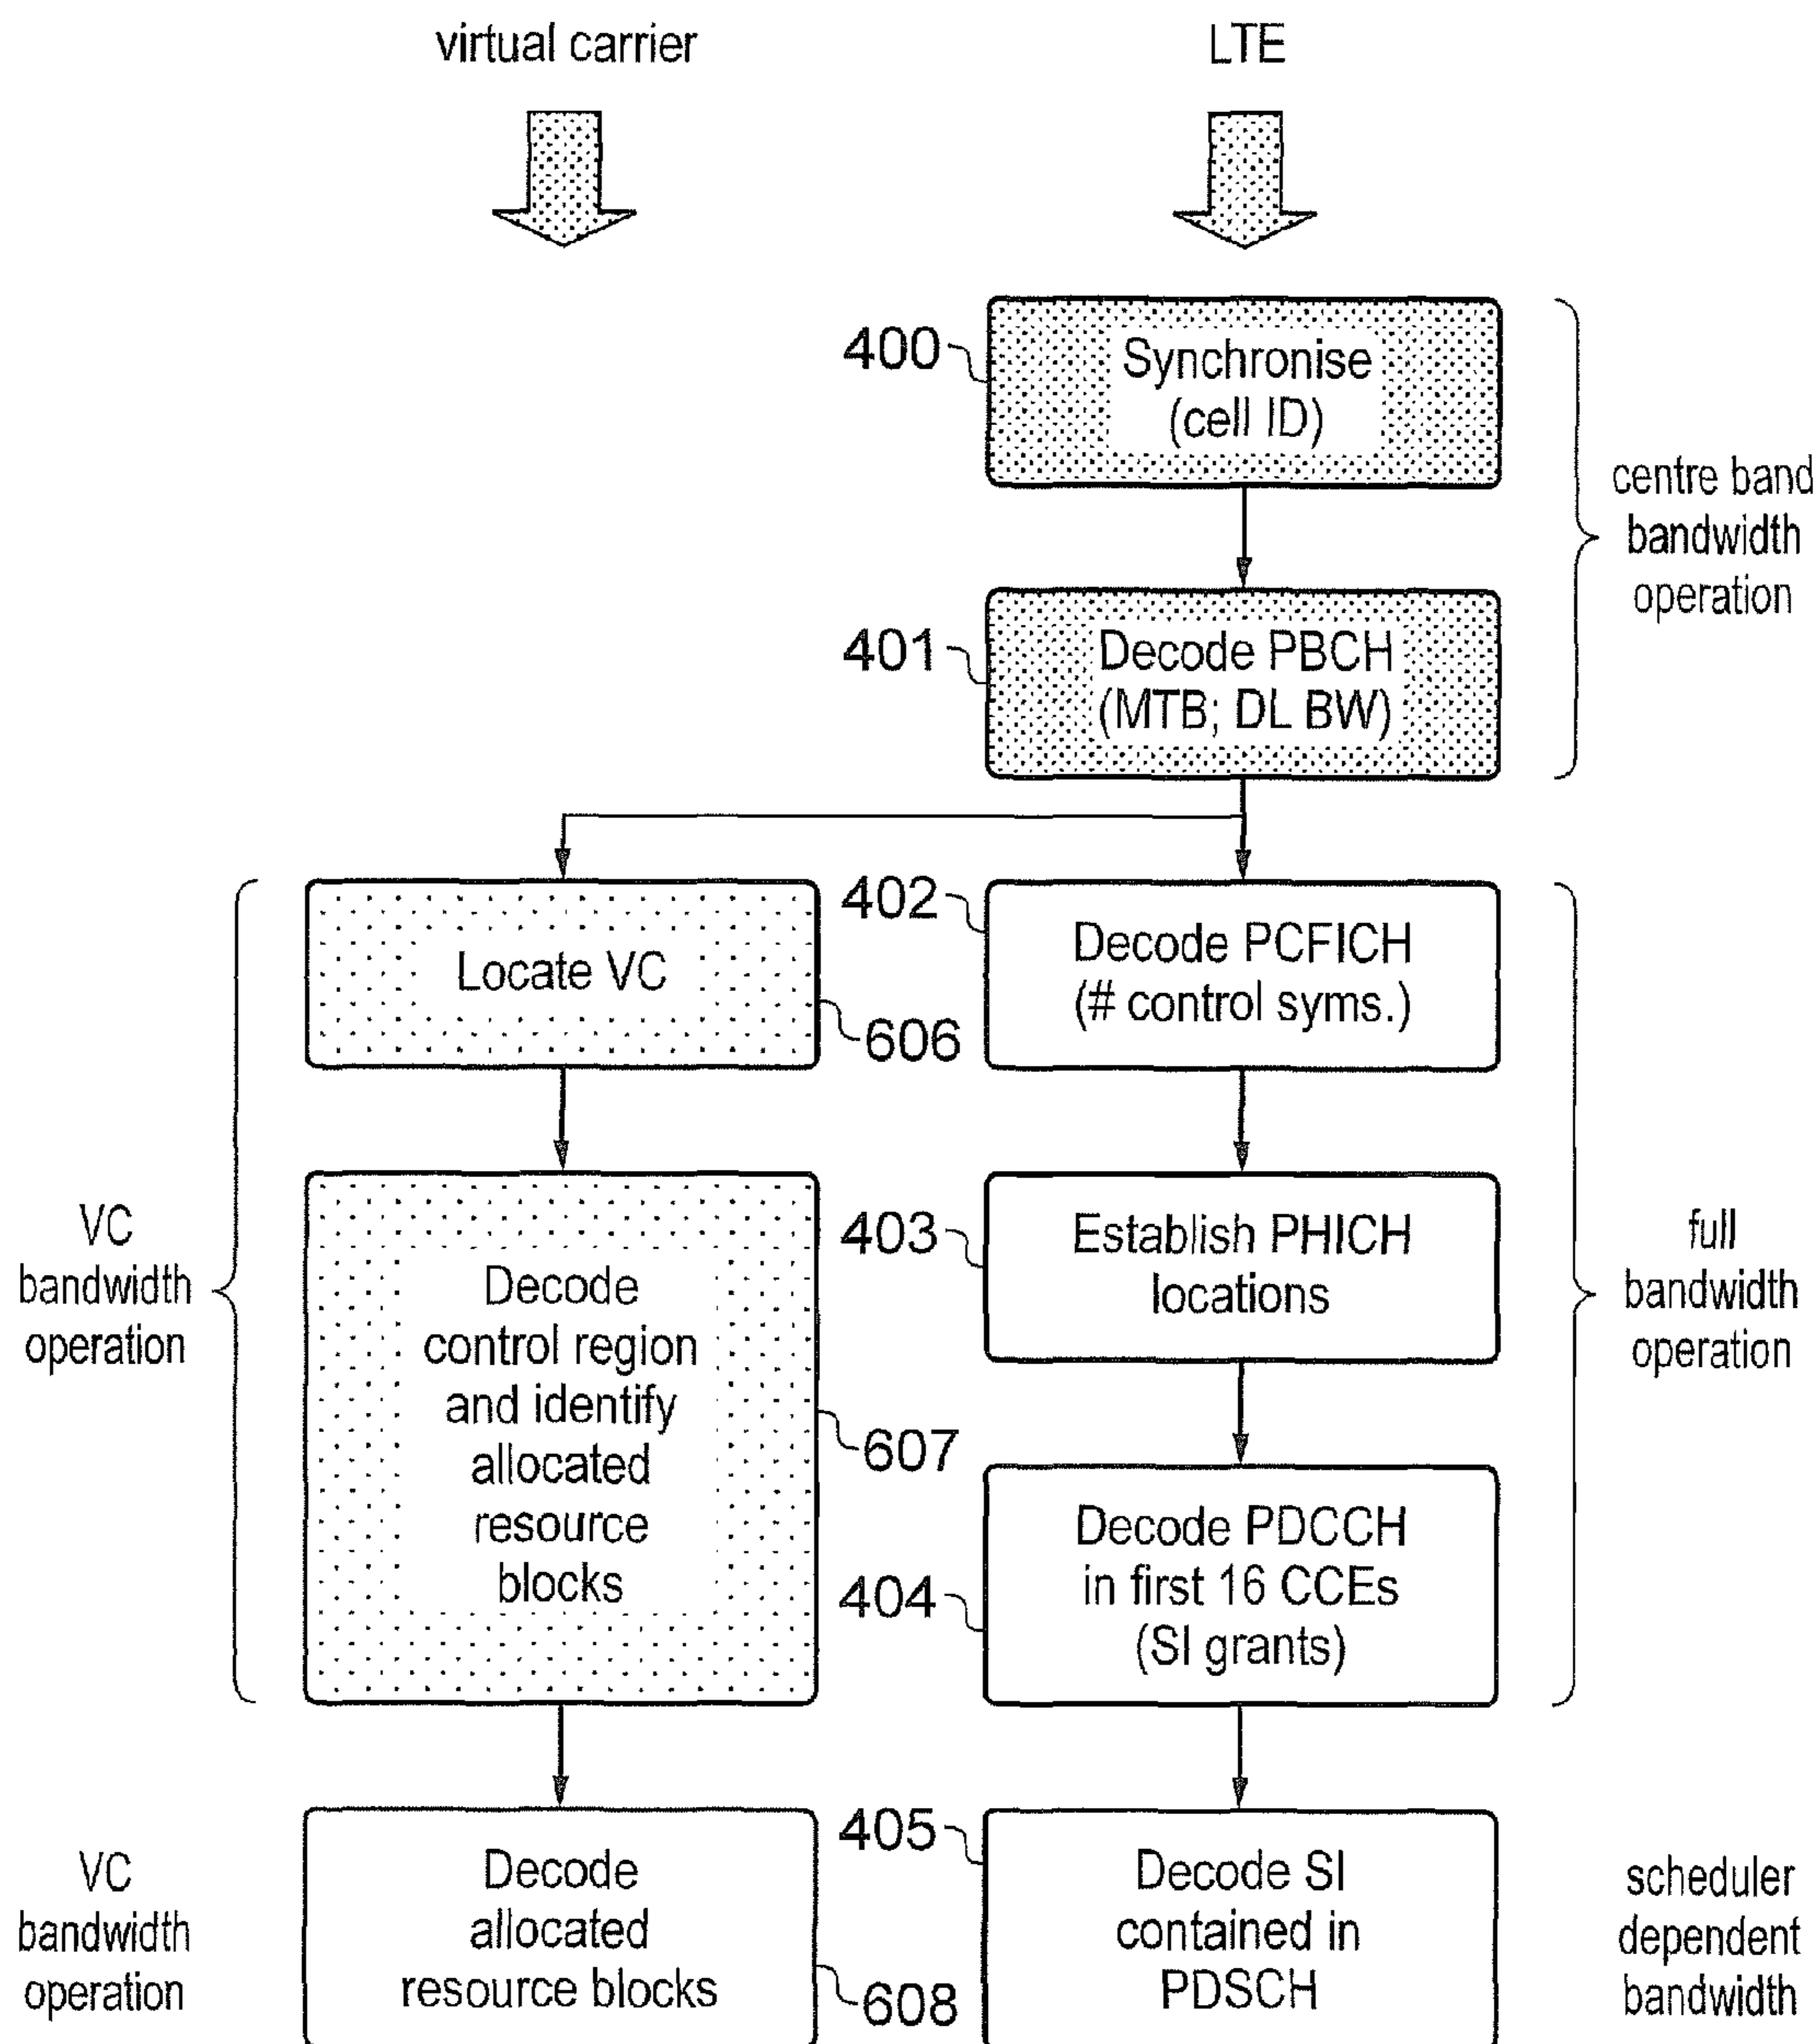 virtual carrier
LTE
400
Synchronise
(cell ID)
centre band
bandwidth
operation
401
Decode PBCH
(MTB; DL BW)
VC
bandwidth
operation
Locate VC
606
402
Decode PCFICH
(# control syms.)
Decode
control region
and identify
allocated
resource
blocks
607
403
Establish PHICH
locations
full
bandwidth
operation
404
Decode PDCCH
in first 16 CCEs
(SI grants)
VC
bandwidth
operation
Decode
allocated
resource blocks
608
405
Decode SI
contained in
PDSCH
scheduler
dependent
bandwidth